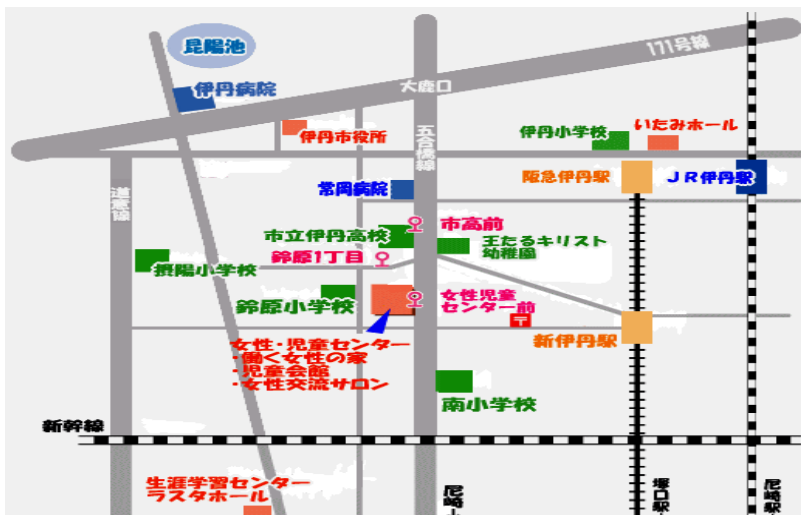 昆陽池
171号線
伊丹病院
大鹿口
伊丹市役所
五合橋線
伊丹小学校
いたみホール
道意線
常岡病院
阪急伊丹駅
JR伊丹駅
市高前
市立伊丹高校
王たるキリスト
幼稚園
鈴原1丁目
摂陽小学校
鈴原小学校
女性児童
センター前
〒
新伊丹駅
女性・児童センター
・働く女性の家
・児童会館
・女性交流サロン
南小学校
新幹線
生涯学習センター
ラスタホール
尼崎
塚口駅
尼崎駅